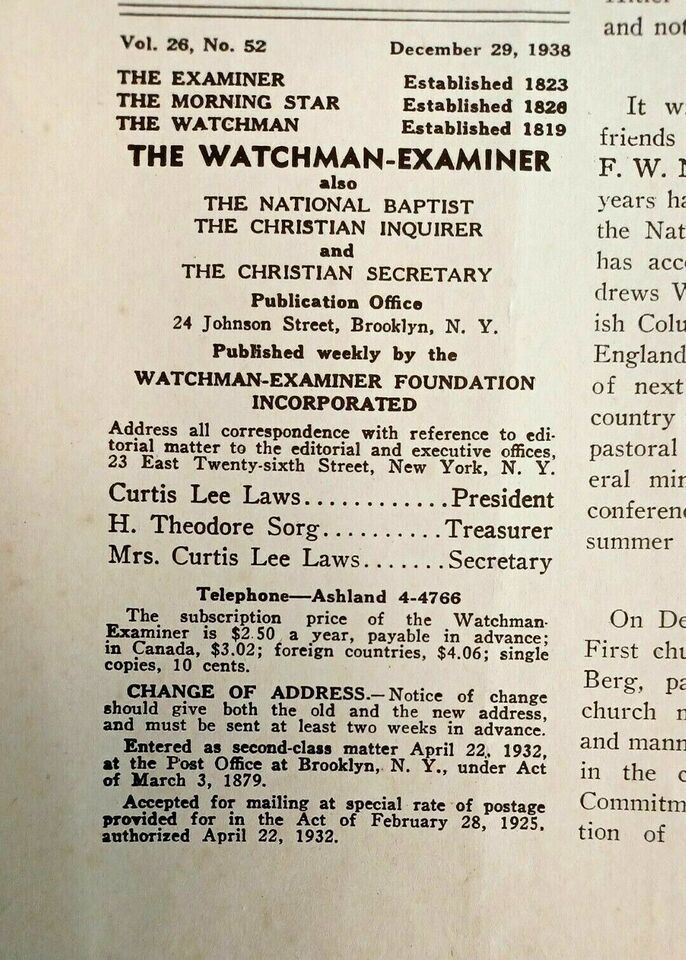 Vol. 26, No. 52 December 29, 1938
THE EXAMINER Established 1823
THE MORNING STAR Established 1826
THE WATCHMAN Established 1819
THE WATCHMAN-EXAMINER
also
THE NATIONAL BAPTIST
THE CHRISTIAN INQUIRER
and
THE CHRISTIAN SECRETARY
Publication Office
24 Johnson Street, Brooklyn, N. Y.
Published weekly by the
WATCHMAN-EXAMINER FOUNDATION
INCORPORATED
Address all correspondence with reference to edi-
torial matter to the editorial and executive offices,
23 East Twenty-sixth Street, New York, N. Y.
Curtis Lee Laws............President
H. Theodore Sorg..........Treasurer
Mrs. Curtis Lee Laws.......Secretary
Telephone—Ashland 4-4766
The subscription price of the Watchman-
Examiner is $2.50 a year, payable in advance;
in Canada, $3.02; foreign countries, $4.06; single
copies, 10 cents.
CHANGE OF ADDRESS.—Notice of change
should give both the old and the new address,
and must be sent at least two weeks in advance.
Entered as second-class matter April 22, 1932,
at the Post Office at Brooklyn, N. Y., under Act
of March 3, 1879.
Accepted for mailing at special rate of postage
provided for in the Act of February 28, 1925,
authorized April 22, 1932.
and not
It w
friends
F. W.
years ha
the Nat
has acc
drews
ish Colu
England
of next
country
pastoral
eral min
conferenc
summer
On De
First chu
Berg, pa
church
and mann
in the c
Commitm
tion of